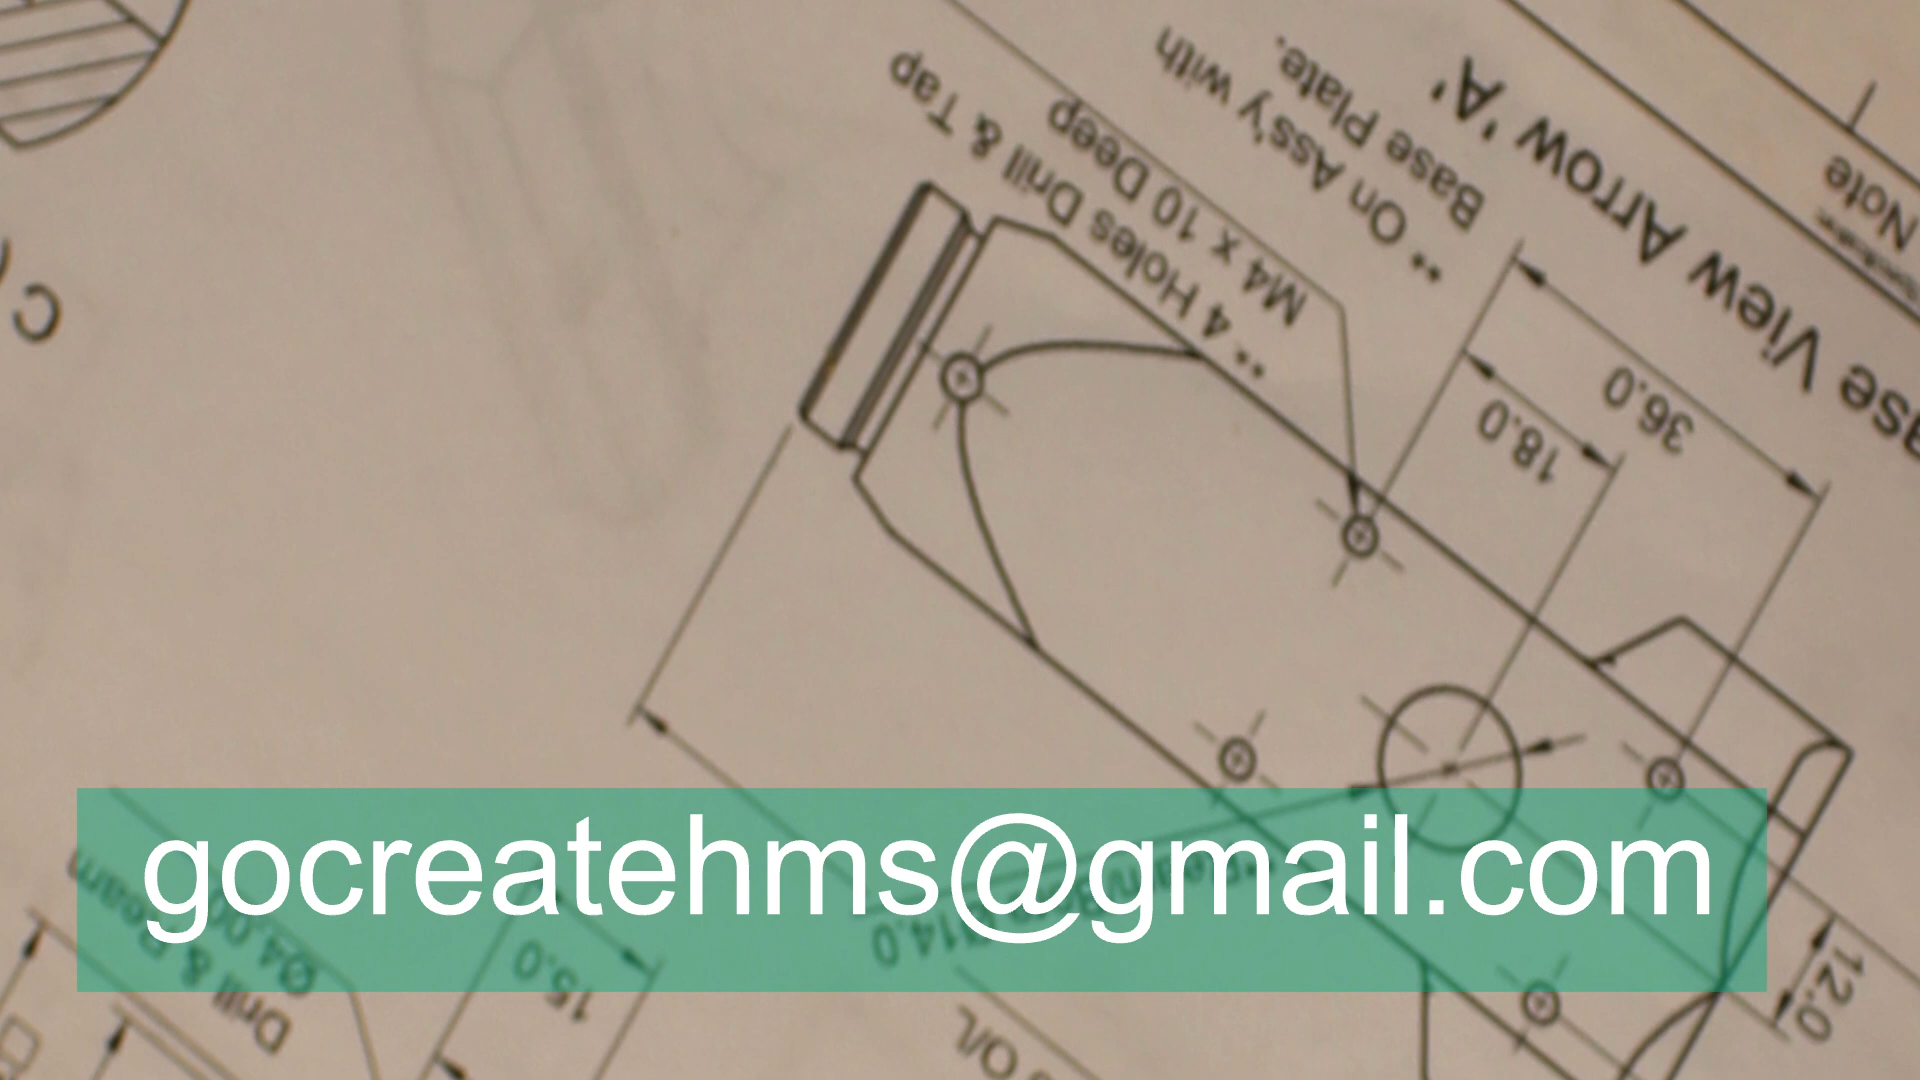 ** 4 Holes Drill & Tap
M4 x 10 Deep
** On Ass'y with
Base Plate.
View Arrow 'A'
Note
36.0
18.0
gocreatehms@gmail.com
Drill & Ream
15.0
12.0
O/L